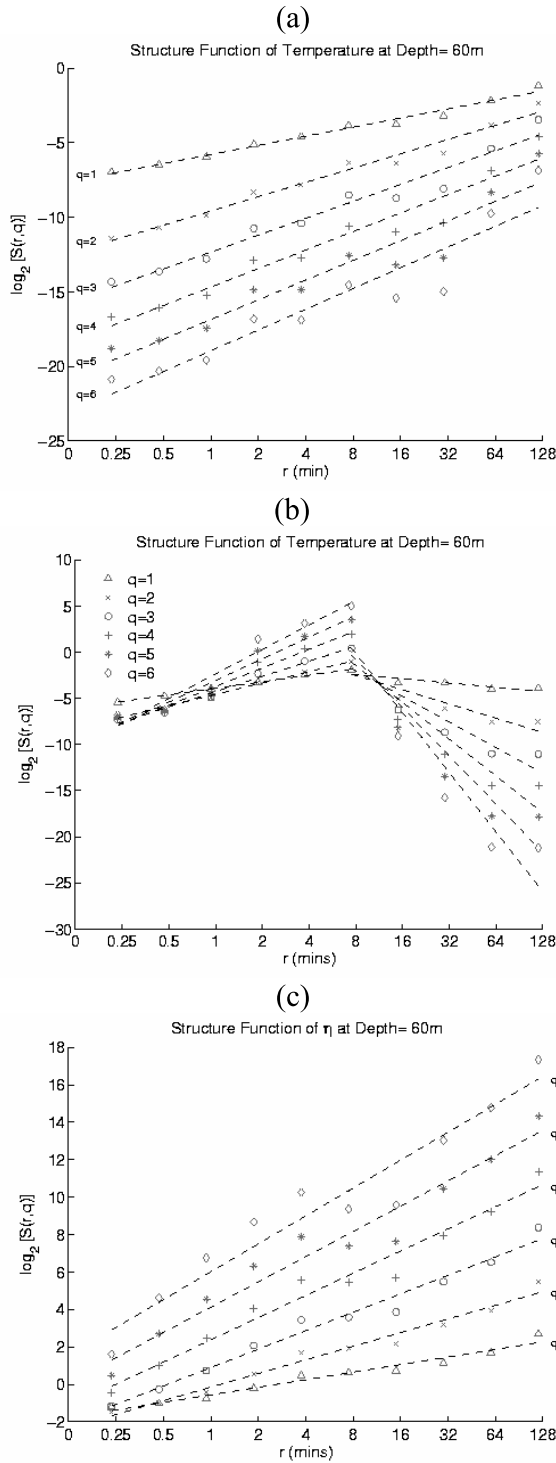 (a)
Structure Function of Temperature at Depth= 60m
0
-5
-10
-15
-20
-25
log2 [S(r,q)]
q=1
q=2
q=3
q=4
q=5
q=6
0 0.25 0.5 1 2 4 8 16 32 64 128
r (min)
(b)
Structure Function of Temperature at Depth= 60m
10
5
0
-5
-10
-15
-20
-25
-30
log2 [S(r,q)]
q=1
q=2
q=3
q=4
q=5
q=6
0 0.25 0.5 1 2 4 8 16 32 64 128
r (mins)
(c)
Structure Function of η at Depth= 60m
18
16
14
12
10
8
6
4
2
0
-2
log2 [S(r,q)]
0 0.25 0.5 1 2 4 8 16 32 64 128
r (mins)